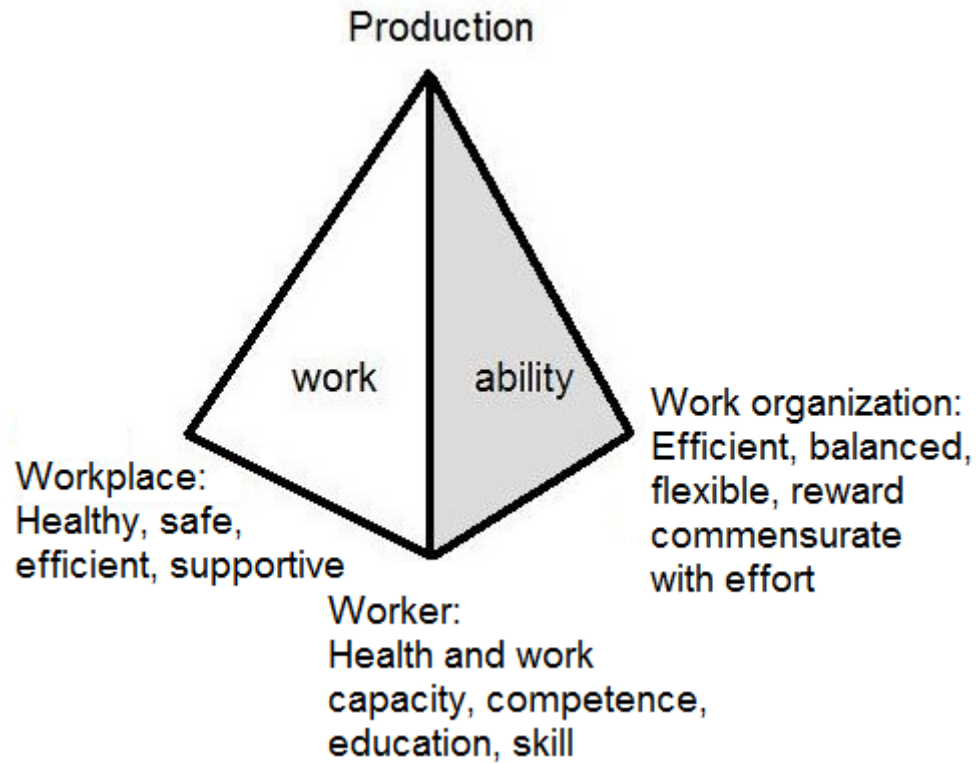 Production
work
ability
Workplace:
Healthy, safe,
efficient, supportive
Work organization:
Efficient, balanced,
flexible, reward
commensurate
with effort
Worker:
Health and work
capacity, competence,
education, skill